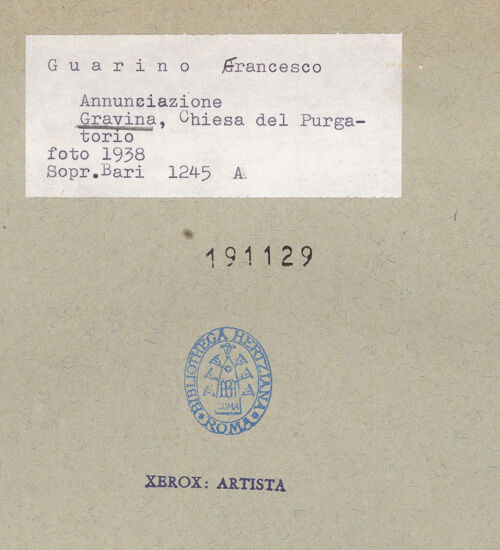 Guarino Francesco
Annunciazione
Gravina, Chiesa del Purga-
torio
foto 1938
Sopr.Bari 1245 A
191129
BIBLIOTHECA HERTZIANA
ROMA
ROMA
XEROX: ARTISTA